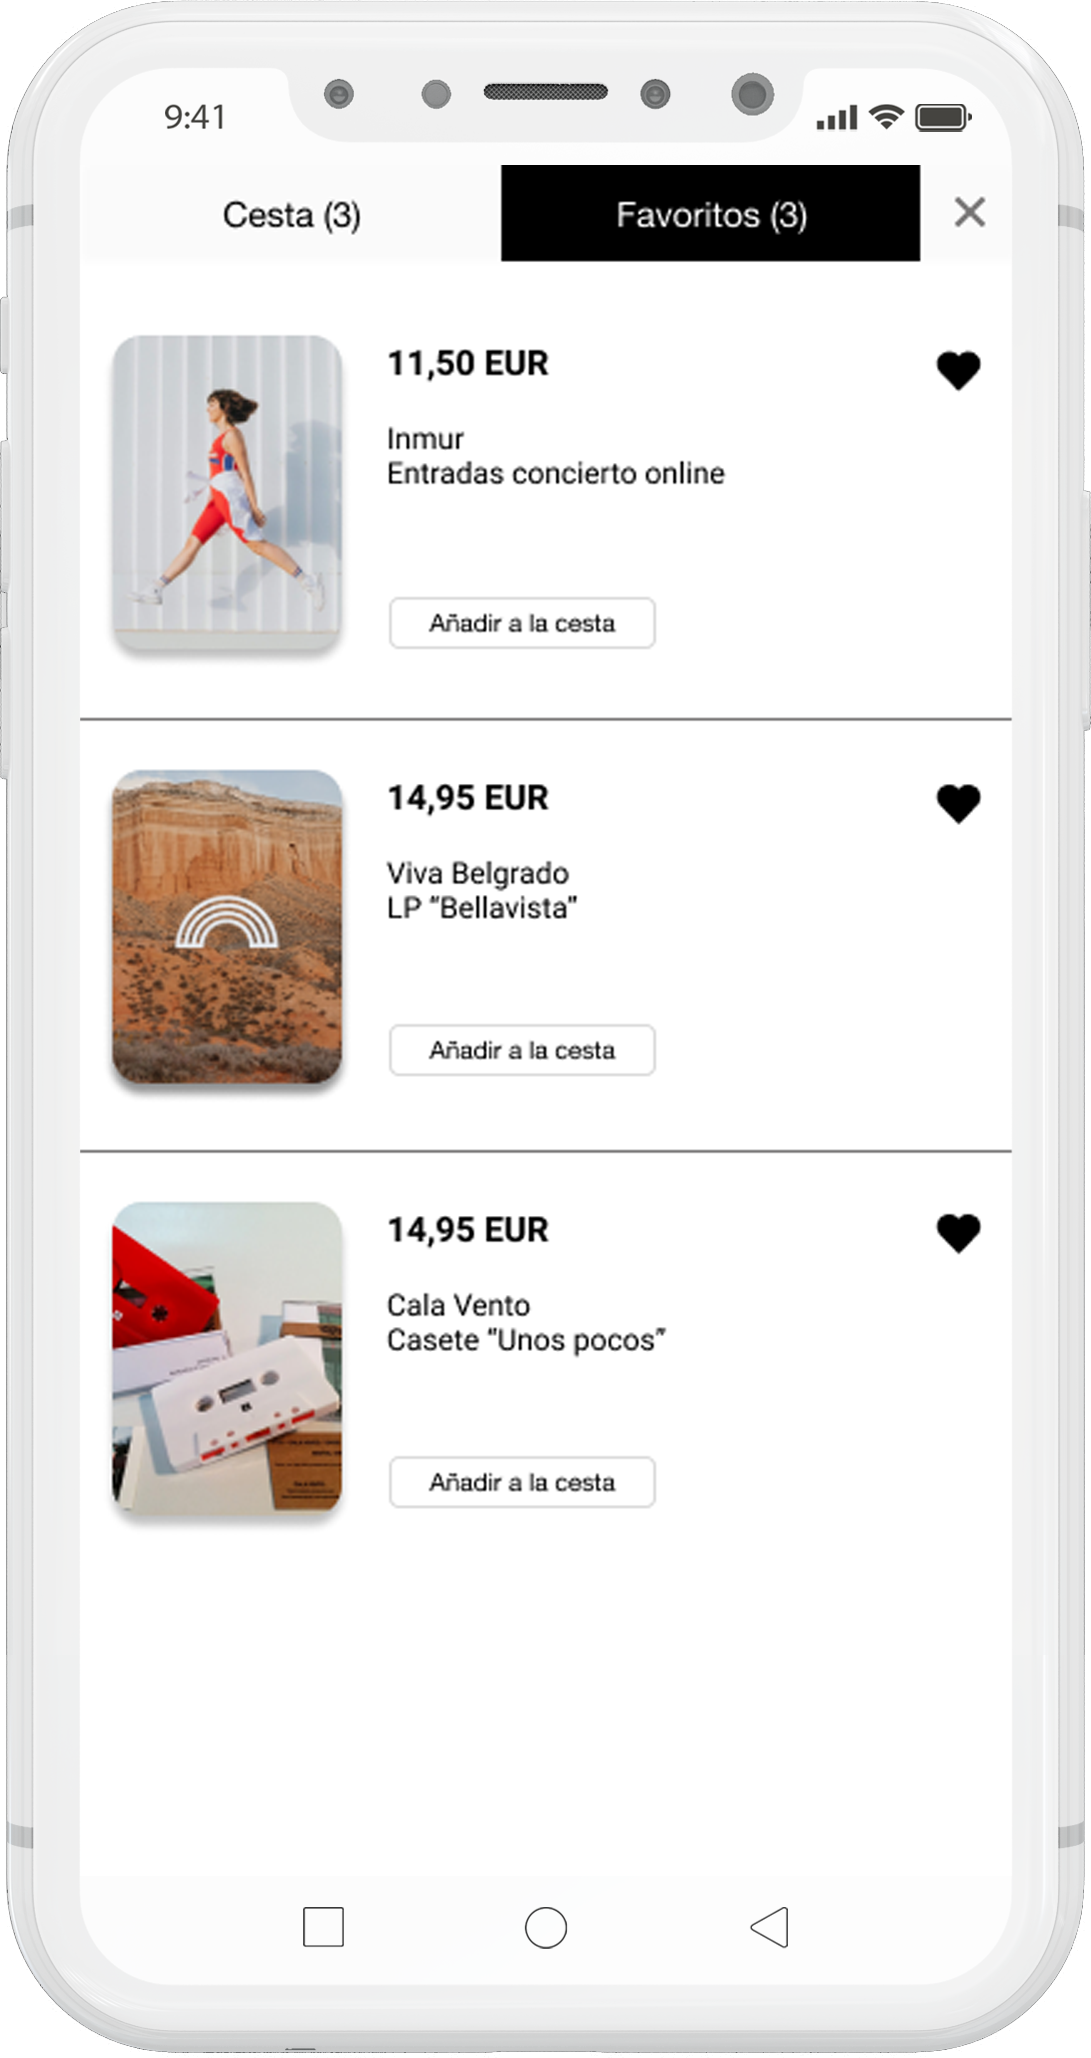 9:41
Cesta (3)
Favoritos (3)
11,50 EUR
Inmur
Entradas concierto online
Añadir a la cesta
14,95 EUR
Viva Belgrado
LP “Bellavista”
Añadir a la cesta
14,95 EUR
Cala Vento
Casete “Unos pocos”
Añadir a la cesta